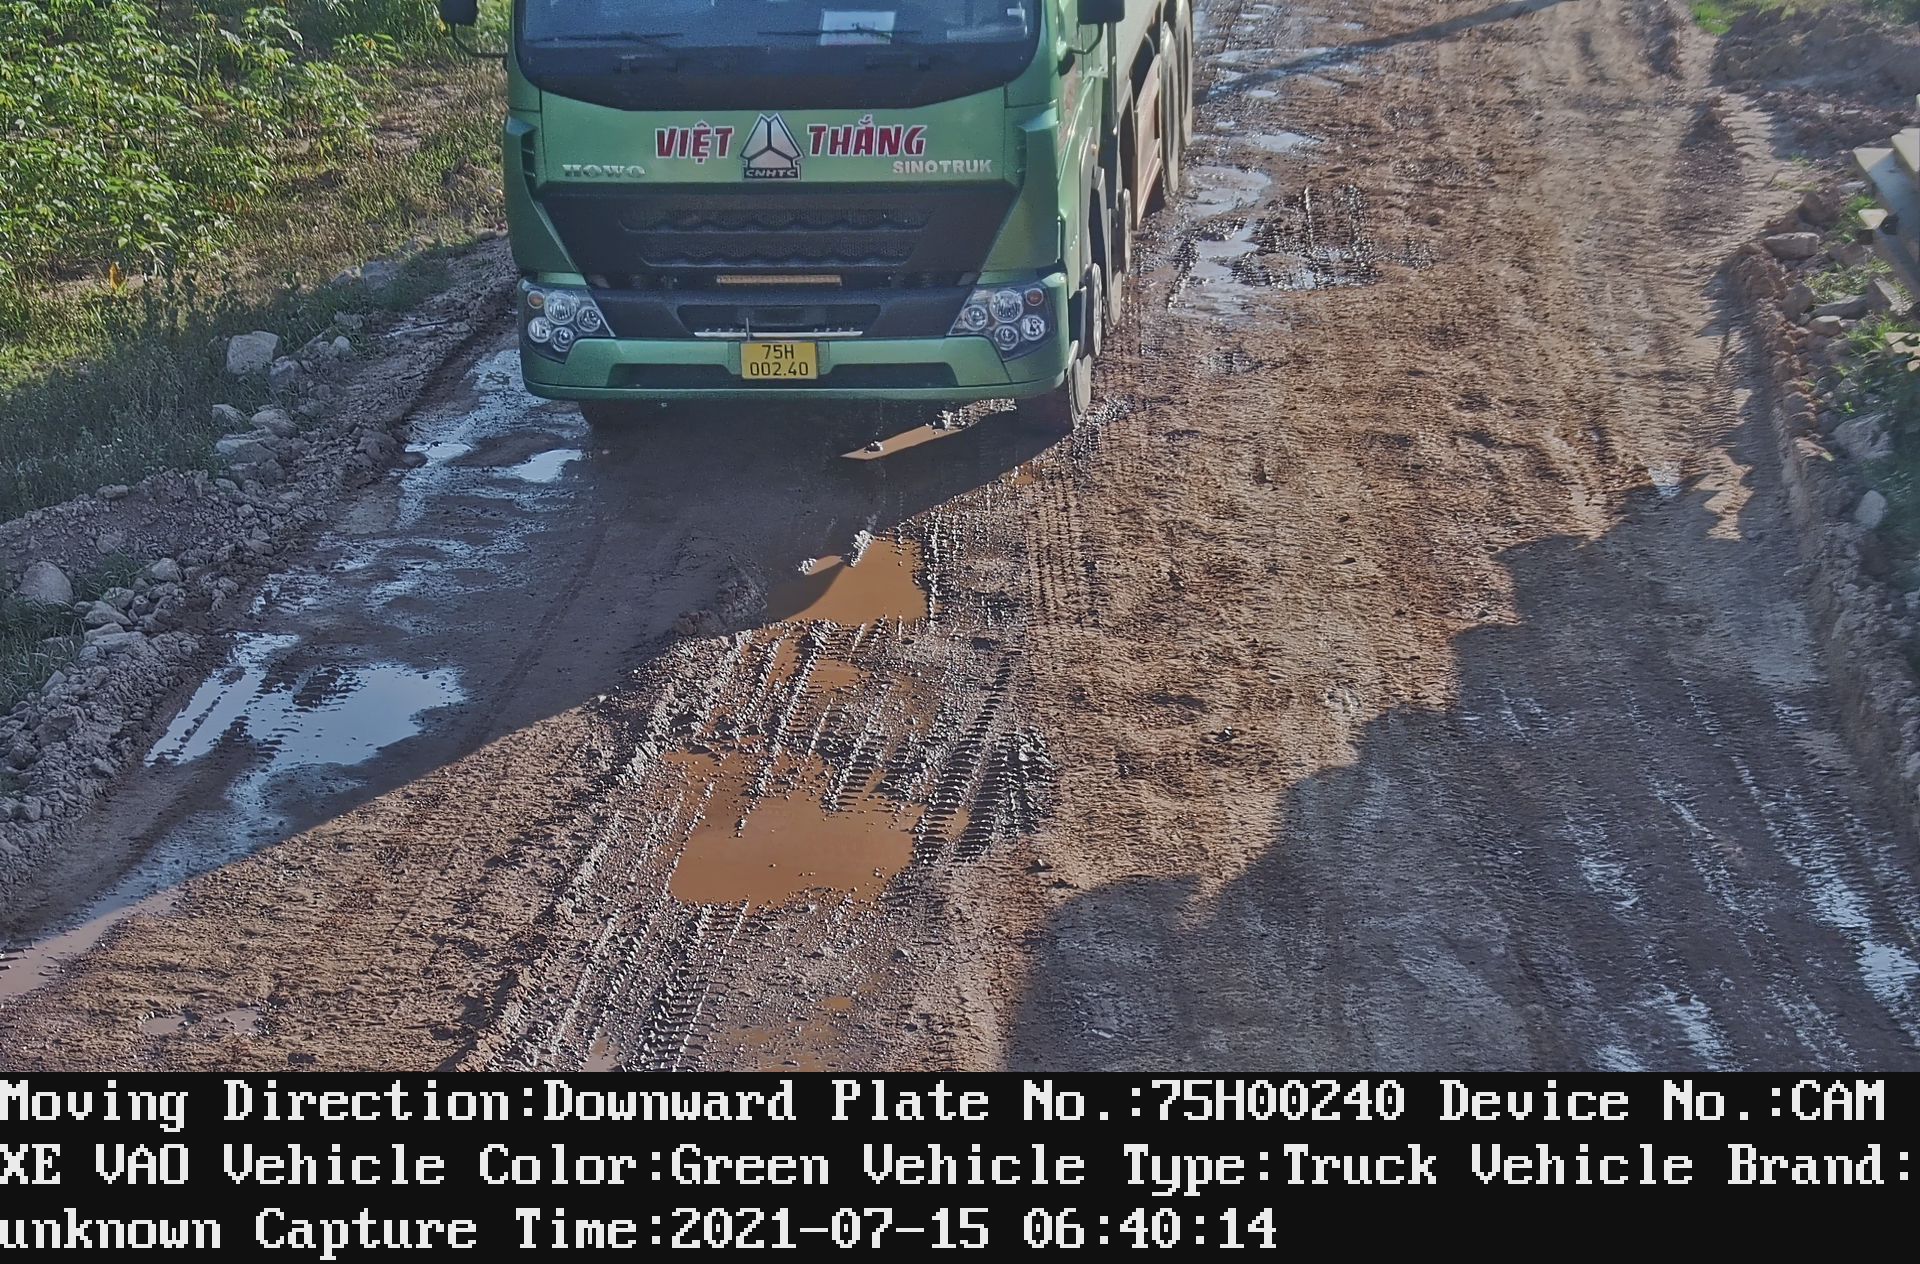 VIỆT THẮNG
HOWO CNHTC SINOTRUK
75H
002.40
Moving Direction:Downward Plate No.:75H00240 Device No.:CAM
XE VAO Vehicle Color:Green Vehicle Type:Truck Vehicle Brand:
unknown Capture Time:2021-07-15 06:40:14